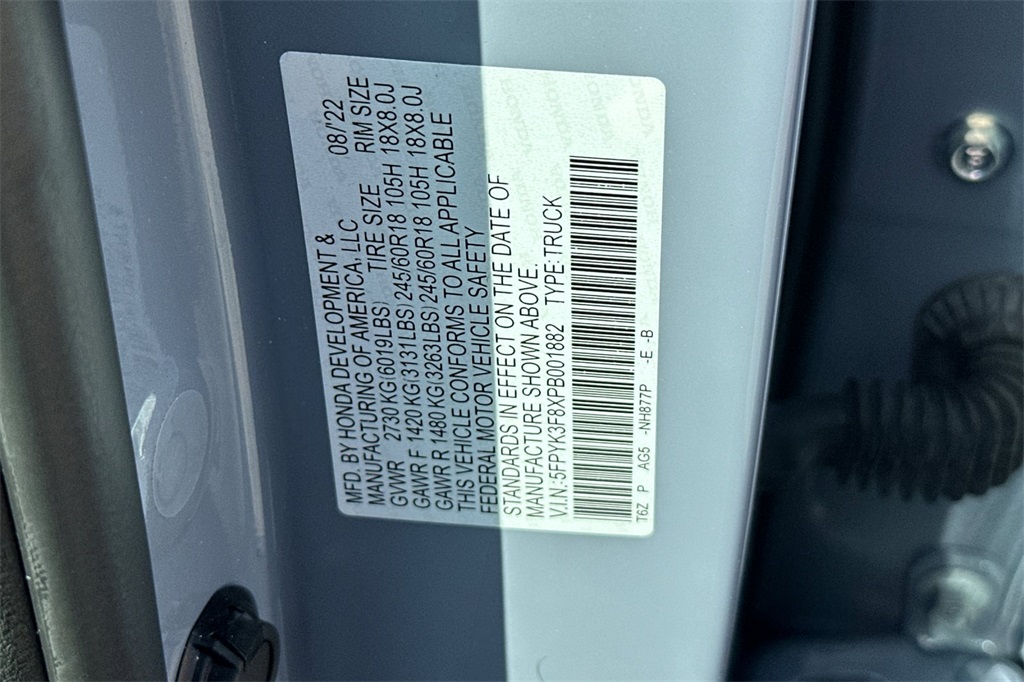 MFD. BY HONDA DEVELOPMENT & 08/22
MANUFACTURING OF AMERICA, LLC
GVWR 2730 KG(6019LBS) TIRE SIZE RIM SIZE
GAWR F 1420 KG(3131LBS) 245/60R18 105H 18X8.0J
GAWR R 1480 KG(3263LBS) 245/60R18 105H 18X8.0J
THIS VEHICLE CONFORMS TO ALL APPLICABLE
FEDERAL MOTOR VEHICLE SAFETY
STANDARDS IN EFFECT ON THE DATE OF
MANUFACTURE SHOWN ABOVE.
V.I.N.:5FPYK3F8XPB001882 TYPE:TRUCK
T6Z P AG5 -NH877P -E -B